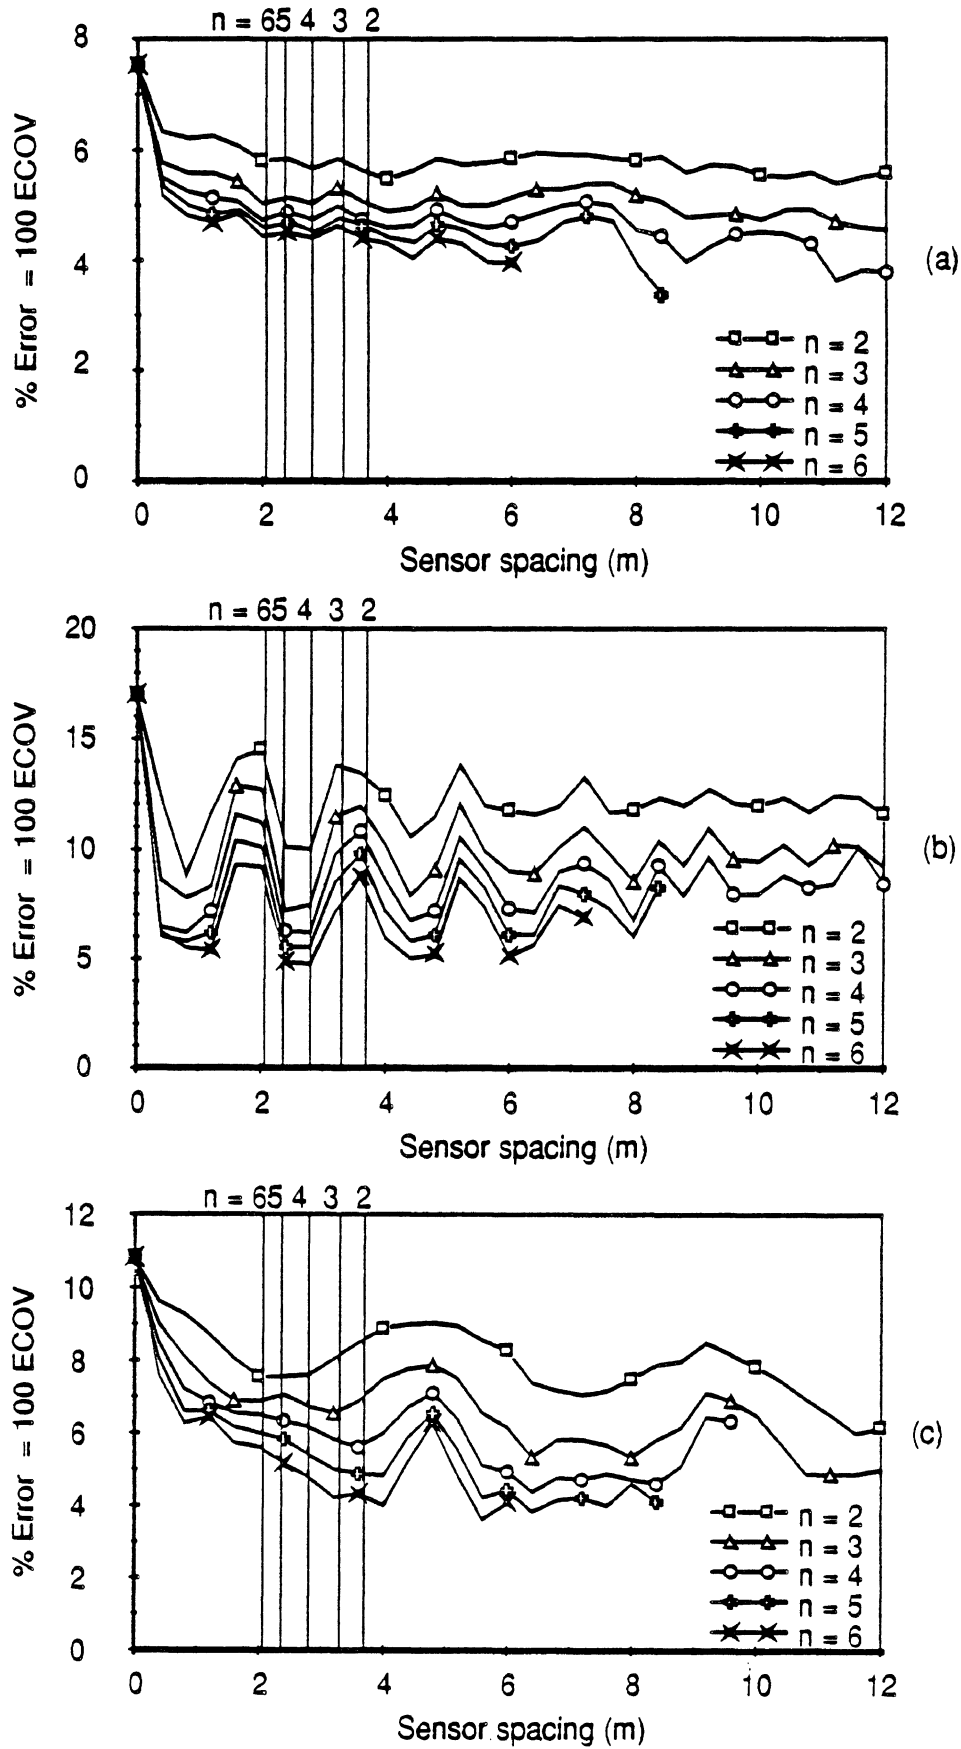 n = 65 4 3 2
8
6
4
2
0
% Error = 100 ECOV
(a)
n = 2
n = 3
n = 4
n = 5
n = 6
0 2 4 6 8 10 12
Sensor spacing (m)
n = 65 4 3 2
20
15
10
5
0
% Error = 100 ECOV
(b)
n = 2
n = 3
n = 4
n = 5
n = 6
0 2 4 6 8 10 12
Sensor spacing (m)
n = 65 4 3 2
12
10
8
6
4
2
0
% Error = 100 ECOV
(c)
n = 2
n = 3
n = 4
n = 5
n = 6
0 2 4 6 8 10 12
Sensor spacing (m)